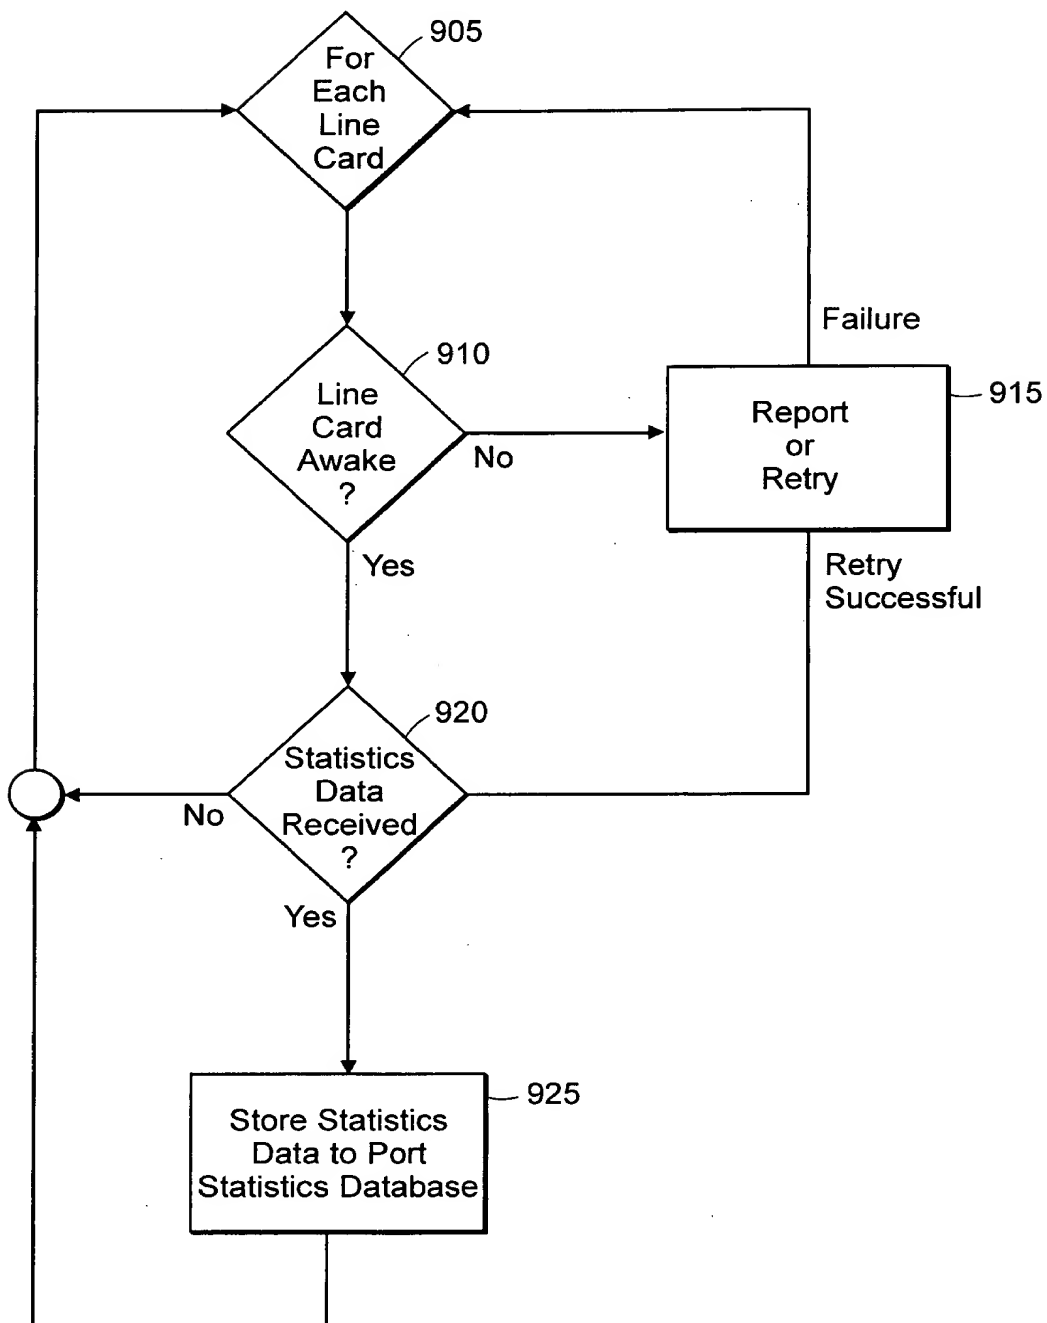 905
For
Each
Line
Card
Failure
910
Line
Card
Awake
?
No
915
Report
or
Retry
Yes
Retry
Successful
920
Statistics
Data
Received
?
No
Yes
925
Store Statistics
Data to Port
Statistics Database